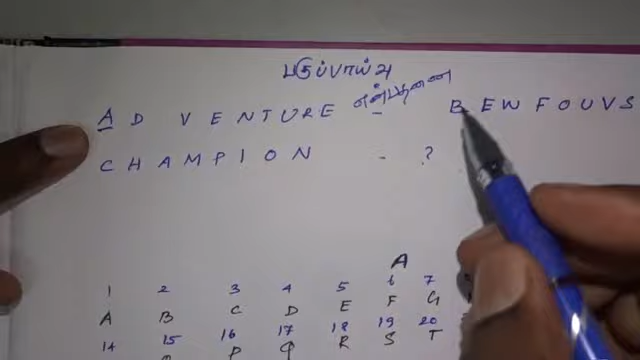 பகுப்பாய்வு
A D V E N T U R E என்பதனை - B E W F O U V S
C H A M P I O N - ?
A
1 2 3 4 5 6 7
A B C D E F G
14 15 16 17 18 19 20
P Q R S T